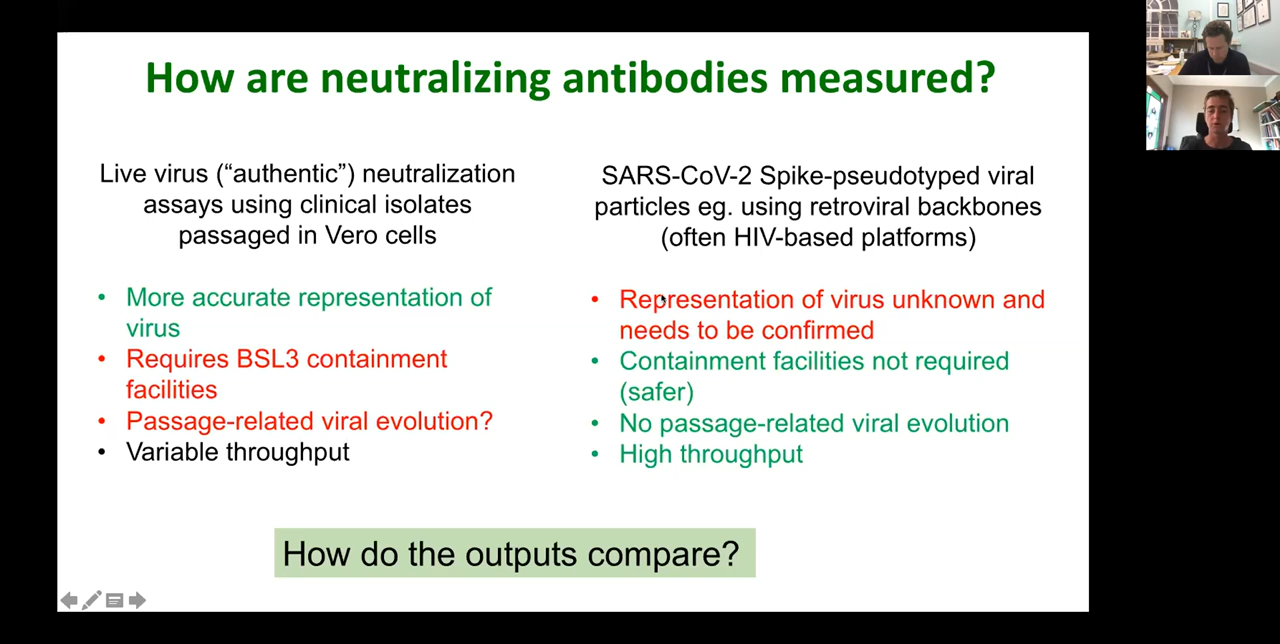 How are neutralizing antibodies measured?
Live virus (“authentic”) neutralization
assays using clinical isolates
passaged in Vero cells
• More accurate representation of
virus
• Requires BSL3 containment
facilities
• Passage-related viral evolution?
• Variable throughput
SARS-CoV-2 Spike-pseudotyped viral
particles eg. using retroviral backbones
(often HIV-based platforms)
• Representation of virus unknown and
needs to be confirmed
• Containment facilities not required
(safer)
• No passage-related viral evolution
• High throughput
How do the outputs compare?